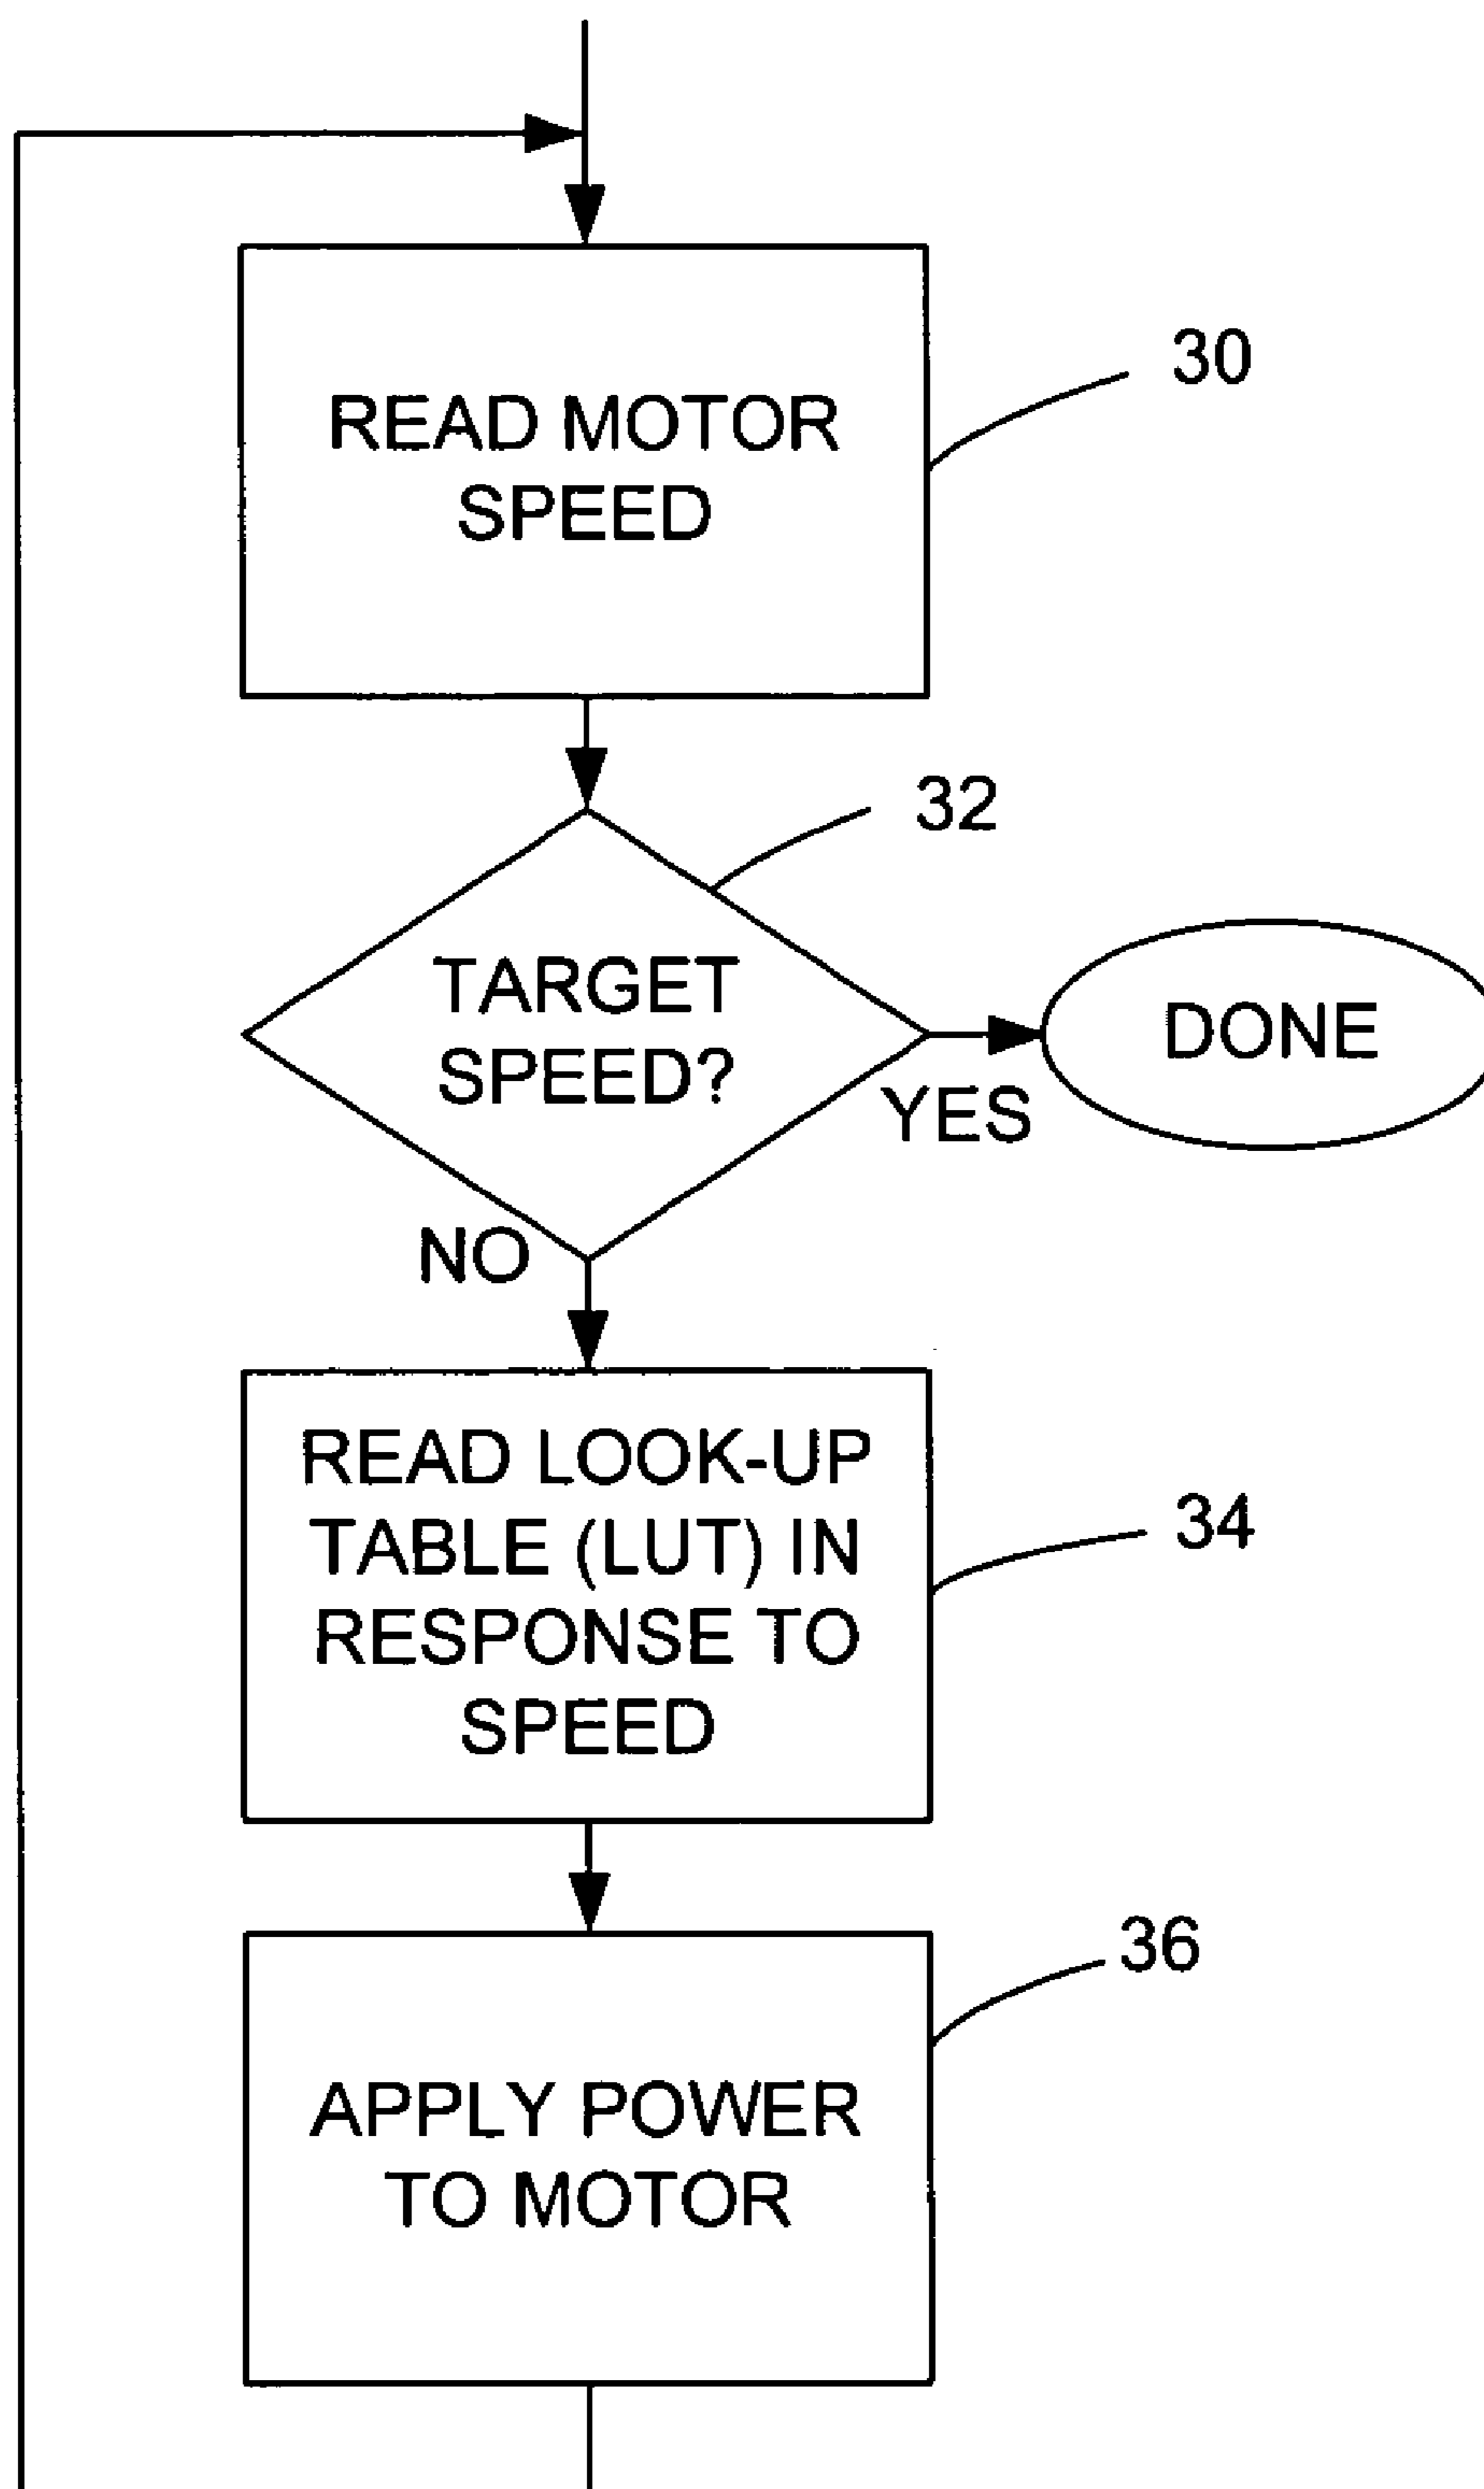 READ MOTOR
SPEED
30
32
TARGET
SPEED?
YES
DONE
NO
READ LOOK-UP
TABLE (LUT) IN
RESPONSE TO
SPEED
34
36
APPLY POWER
TO MOTOR